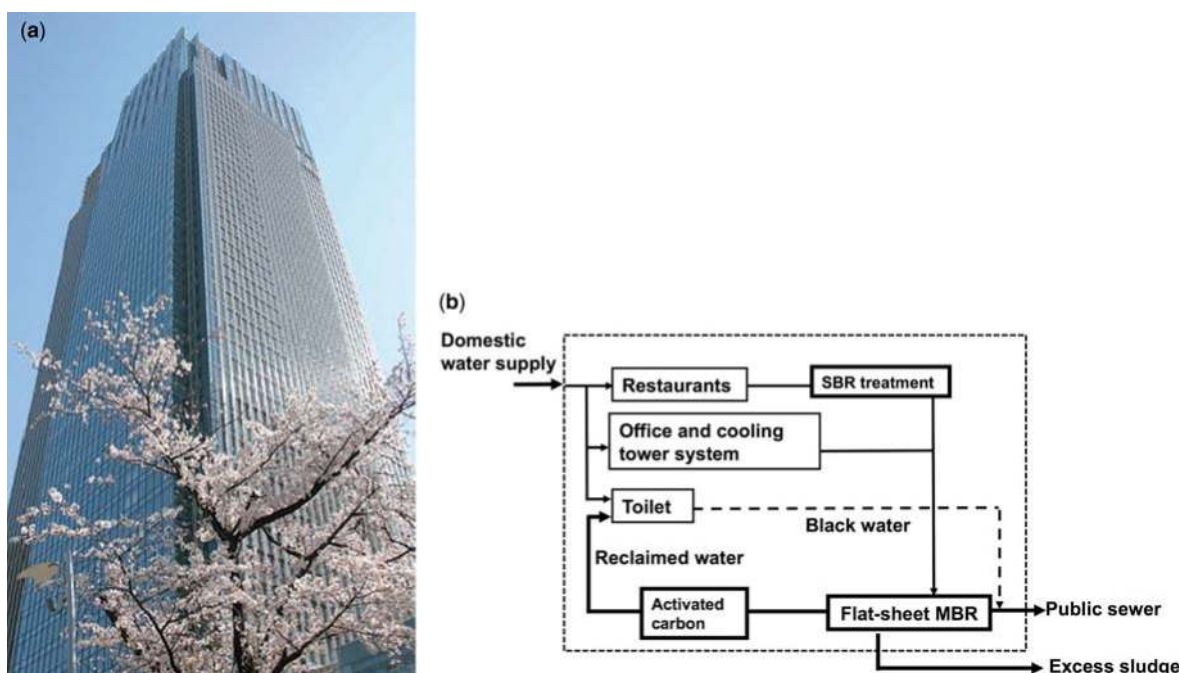 (a)
(b)
Domestic
water supply
Restaurants
SBR treatment
Office and cooling
tower system
Toilet
Black water
Reclaimed water
Activated
carbon
Flat-sheet MBR
Public sewer
Excess sludge